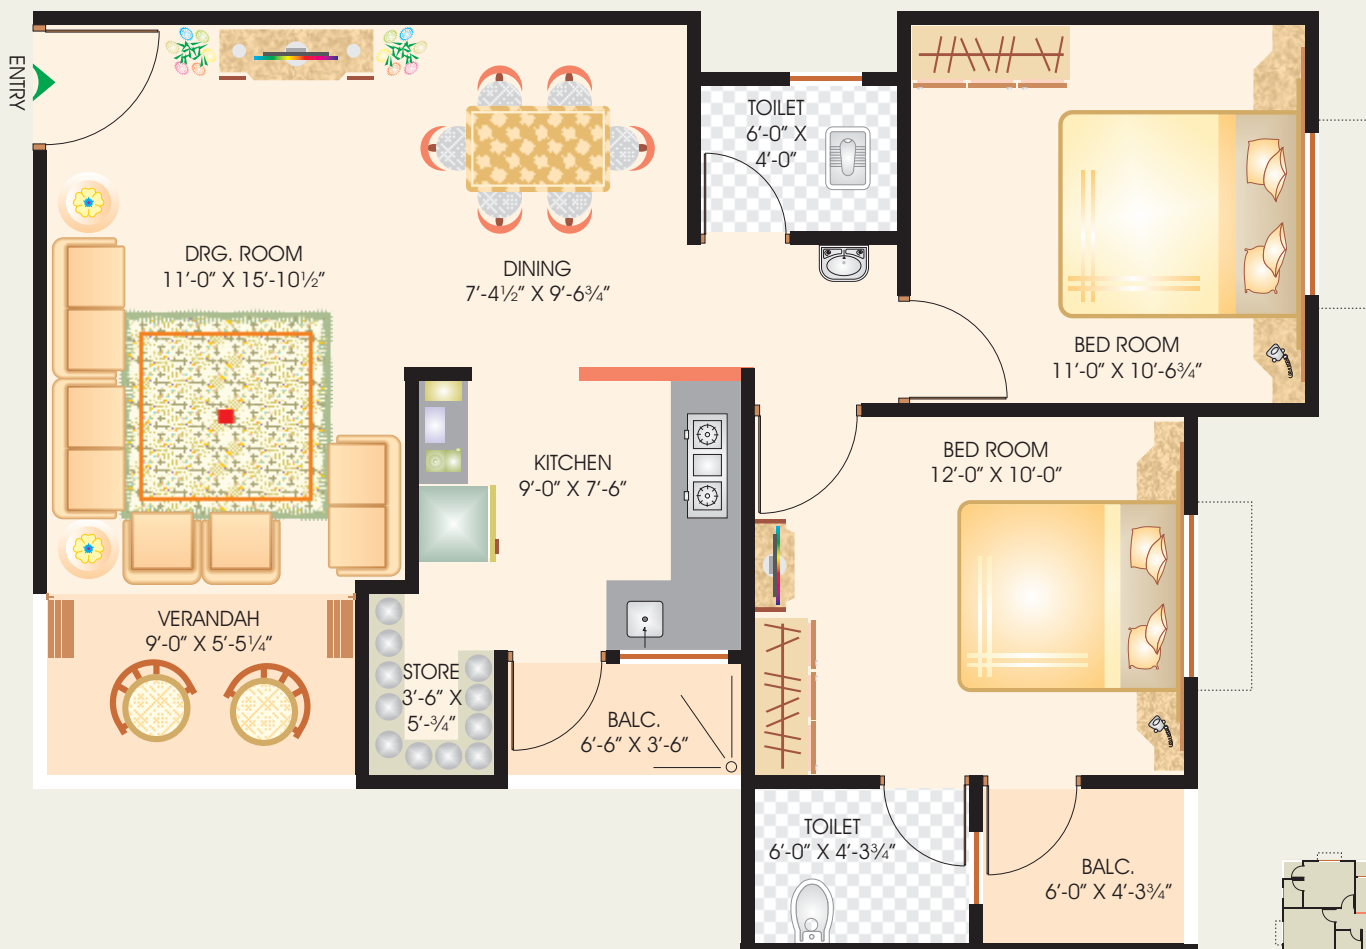 ENTRY
TOILET
6'-0" X
4'-0"
DRG. ROOM
11'-0" X 15'-10½"
DINING
7'-4½" X 9'-6¾"
BED ROOM
11'-0" X 10'-6¾"
KITCHEN
9'-0" X 7'-6"
BED ROOM
12'-0" X 10'-0"
VERANDAH
9'-0" X 5'-5¼"
STORE
3'-6" X
5'-¾"
BALC.
6'-6" X 3'-6"
TOILET
6'-0" X 4'-3¾"
BALC.
6'-0" X 4'-3¾"